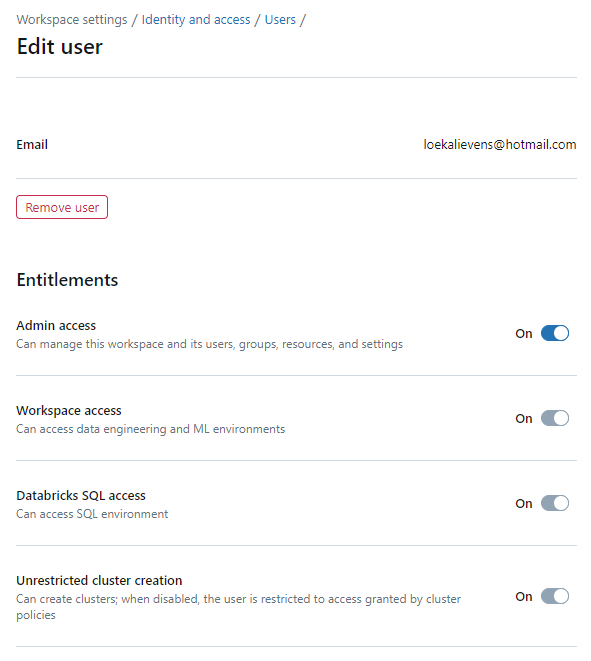 Workspace settings / Identity and access / Users /
Edit user
Email loekalievens@hotmail.com
Remove user
Entitlements
Admin access
Can manage this workspace and its users, groups, resources, and settings
On
Workspace access
Can access data engineering and ML environments
On
Databricks SQL access
Can access SQL environment
On
Unrestricted cluster creation
Can create clusters; when disabled, the user is restricted to access granted by cluster
policies
On